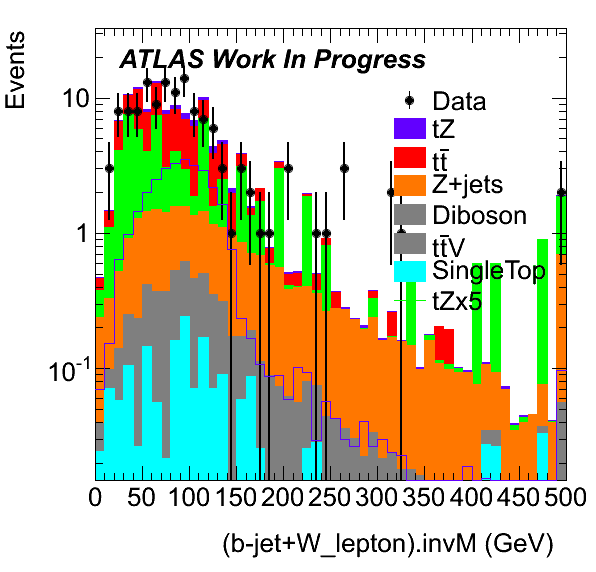 Events
ATLAS Work In Progress
10
1
10⁻¹
Data
tZ
tt̄
Z+jets
Diboson
tt̄V
SingleTop
tZx5
0 50 100 150 200 250 300 350 400 450 500
(b-jet+W_lepton).invM (GeV)